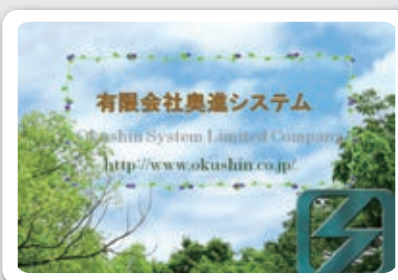 有限会社奥進システム
Okushin System Limited Company
http://www.okushin.co.jp/